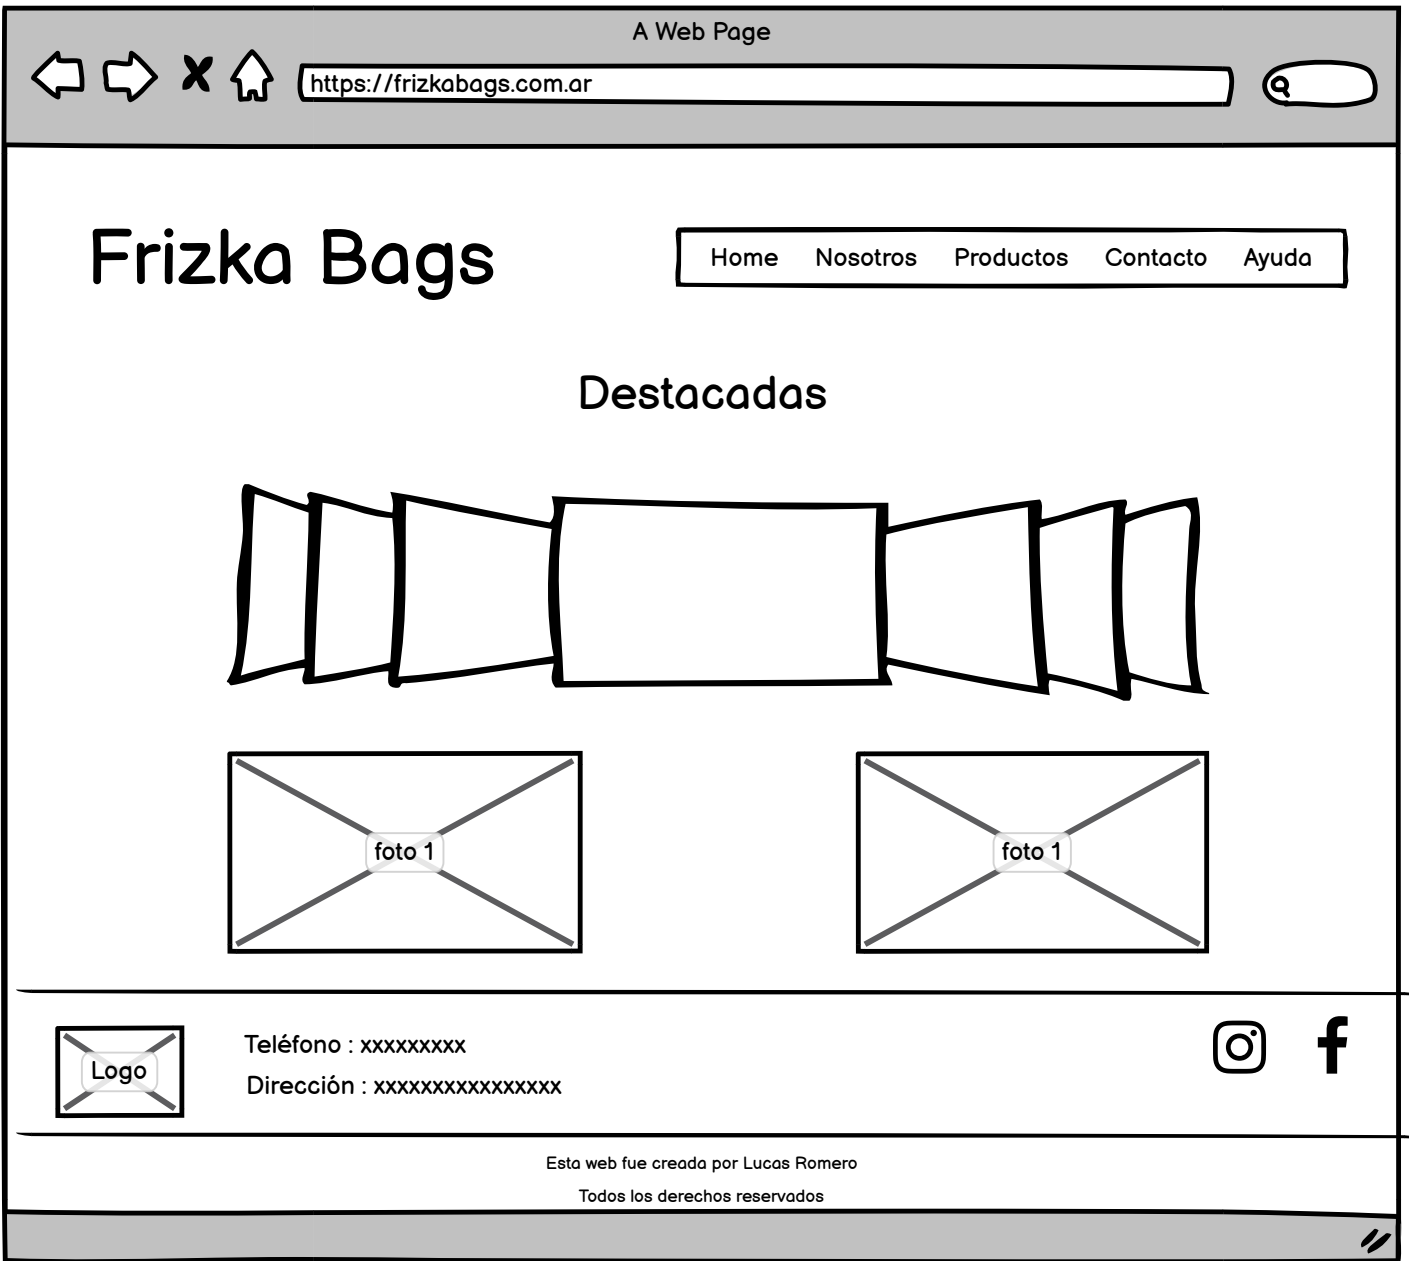 A Web Page
https://frizkabags.com.ar
Frizka Bags
Home Nosotros Productos Contacto Ayuda
Destacadas
foto 1
foto 1
Logo
Teléfono : xxxxxxxxx
Dirección : xxxxxxxxxxxxxxxx
Esta web fue creada por Lucas Romero
Todos los derechos reservados